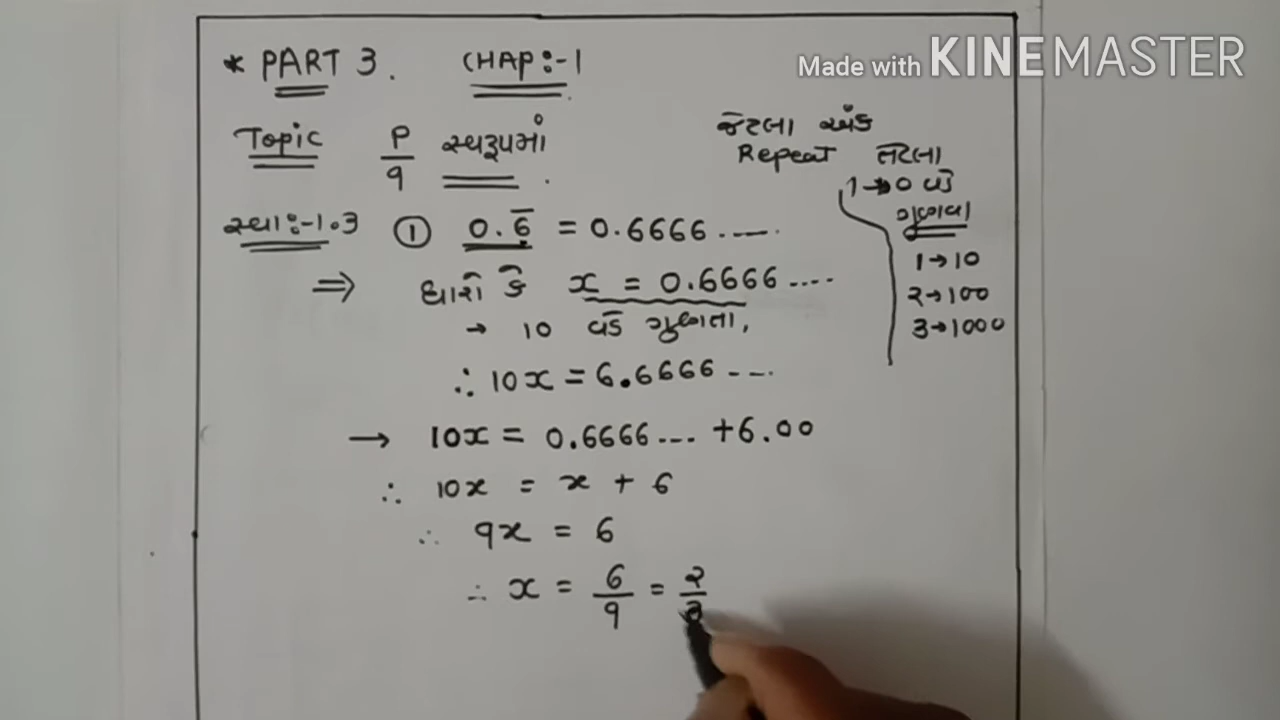 * PART 3. CHAP:-1
Made with KINEMASTER
Topic P/q સ્વરૂપમાં.
જેટલા અંક
Repeat તેટલા
1→0 વડે
ગુણાવા
1→10
2→100
3→1000
સ્વા:-1.3 ① 0.6̅ = 0.6666.....
⇒ ધારો કે x = 0.6666....
→ 10 વડે ગુણાતા,
∴ 10x = 6.6666...
→ 10x = 0.6666... +6.00
∴ 10x = x + 6
∴ 9x = 6
∴ x = 6/9 = 2/3